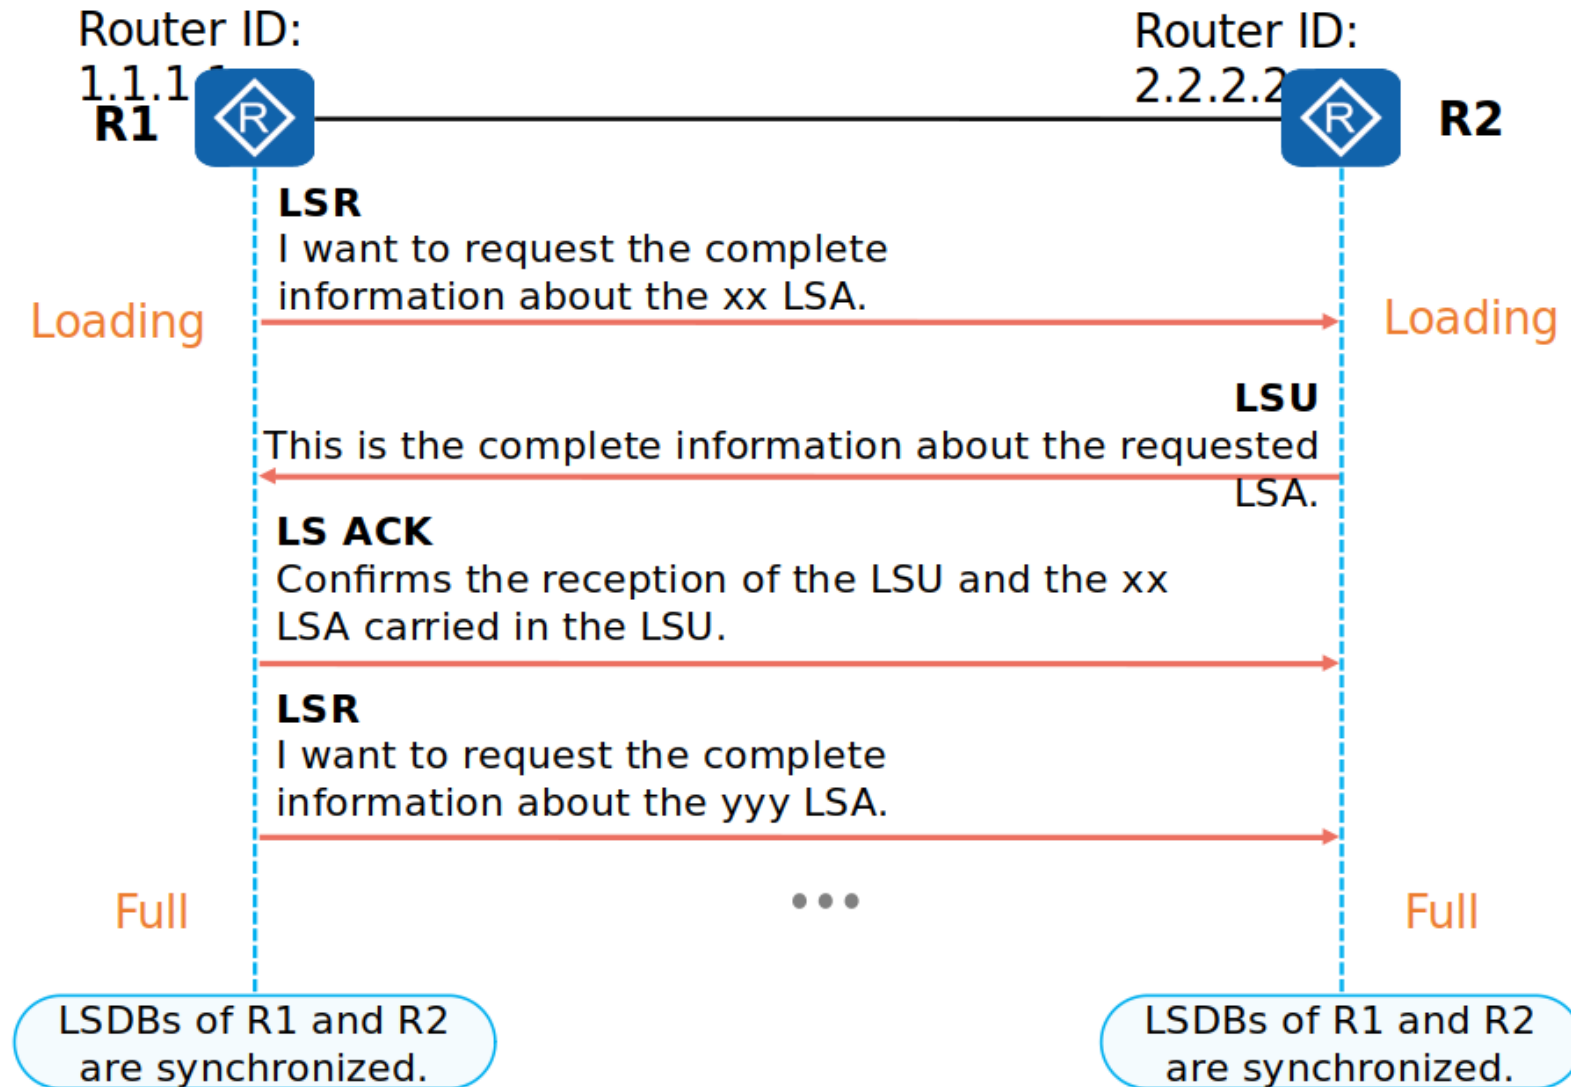 Router ID:
1.1.1.1
R1
R
Router ID:
2.2.2.2
R
R2
LSR
I want to request the complete
information about the xx LSA.
Loading
Loading
LSU
This is the complete information about the requested
LSA.
LS ACK
Confirms the reception of the LSU and the xx
LSA carried in the LSU.
LSR
I want to request the complete
information about the yyy LSA.
...
Full
Full
LSDBs of R1 and R2
are synchronized.
LSDBs of R1 and R2
are synchronized.